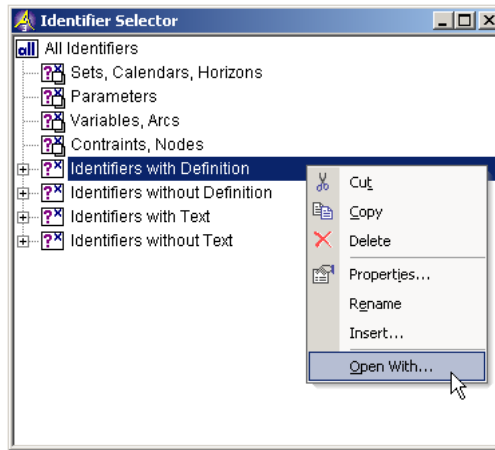 Identifier Selector
all All Identifiers
Sets, Calendars, Horizons
Parameters
Variables, Arcs
Contraints, Nodes
Identifiers with Definition
Identifiers without Definition
Identifiers with Text
Identifiers without Text
Cut
Copy
Delete
Properties...
Rename
Insert...
Open With...